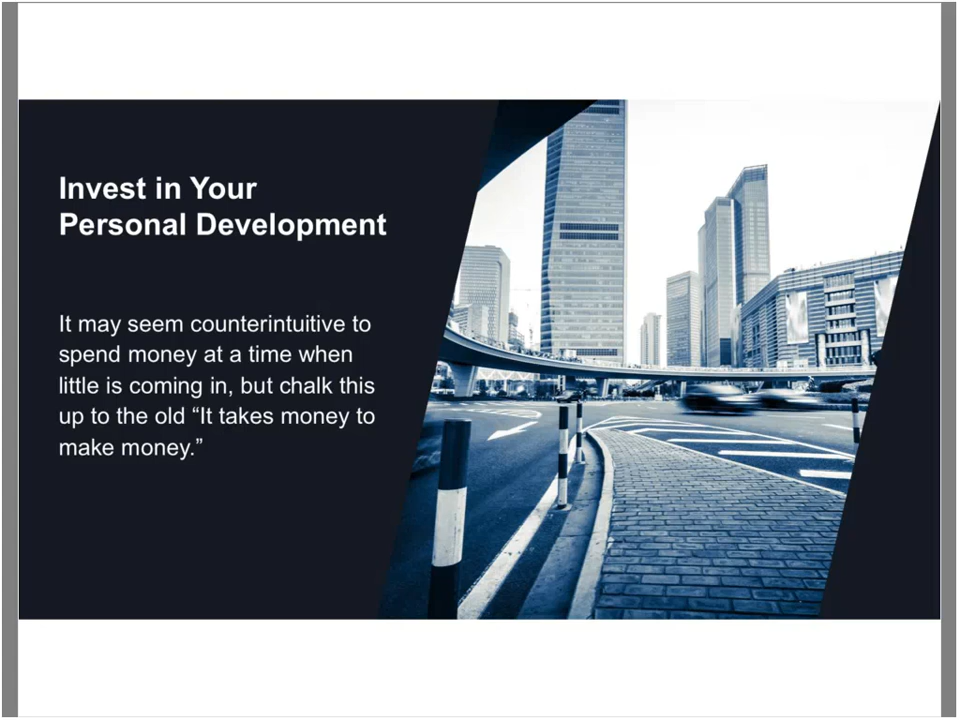 Invest in Your
Personal Development
It may seem counterintuitive to
spend money at a time when
little is coming in, but chalk this
up to the old “It takes money to
make money.”